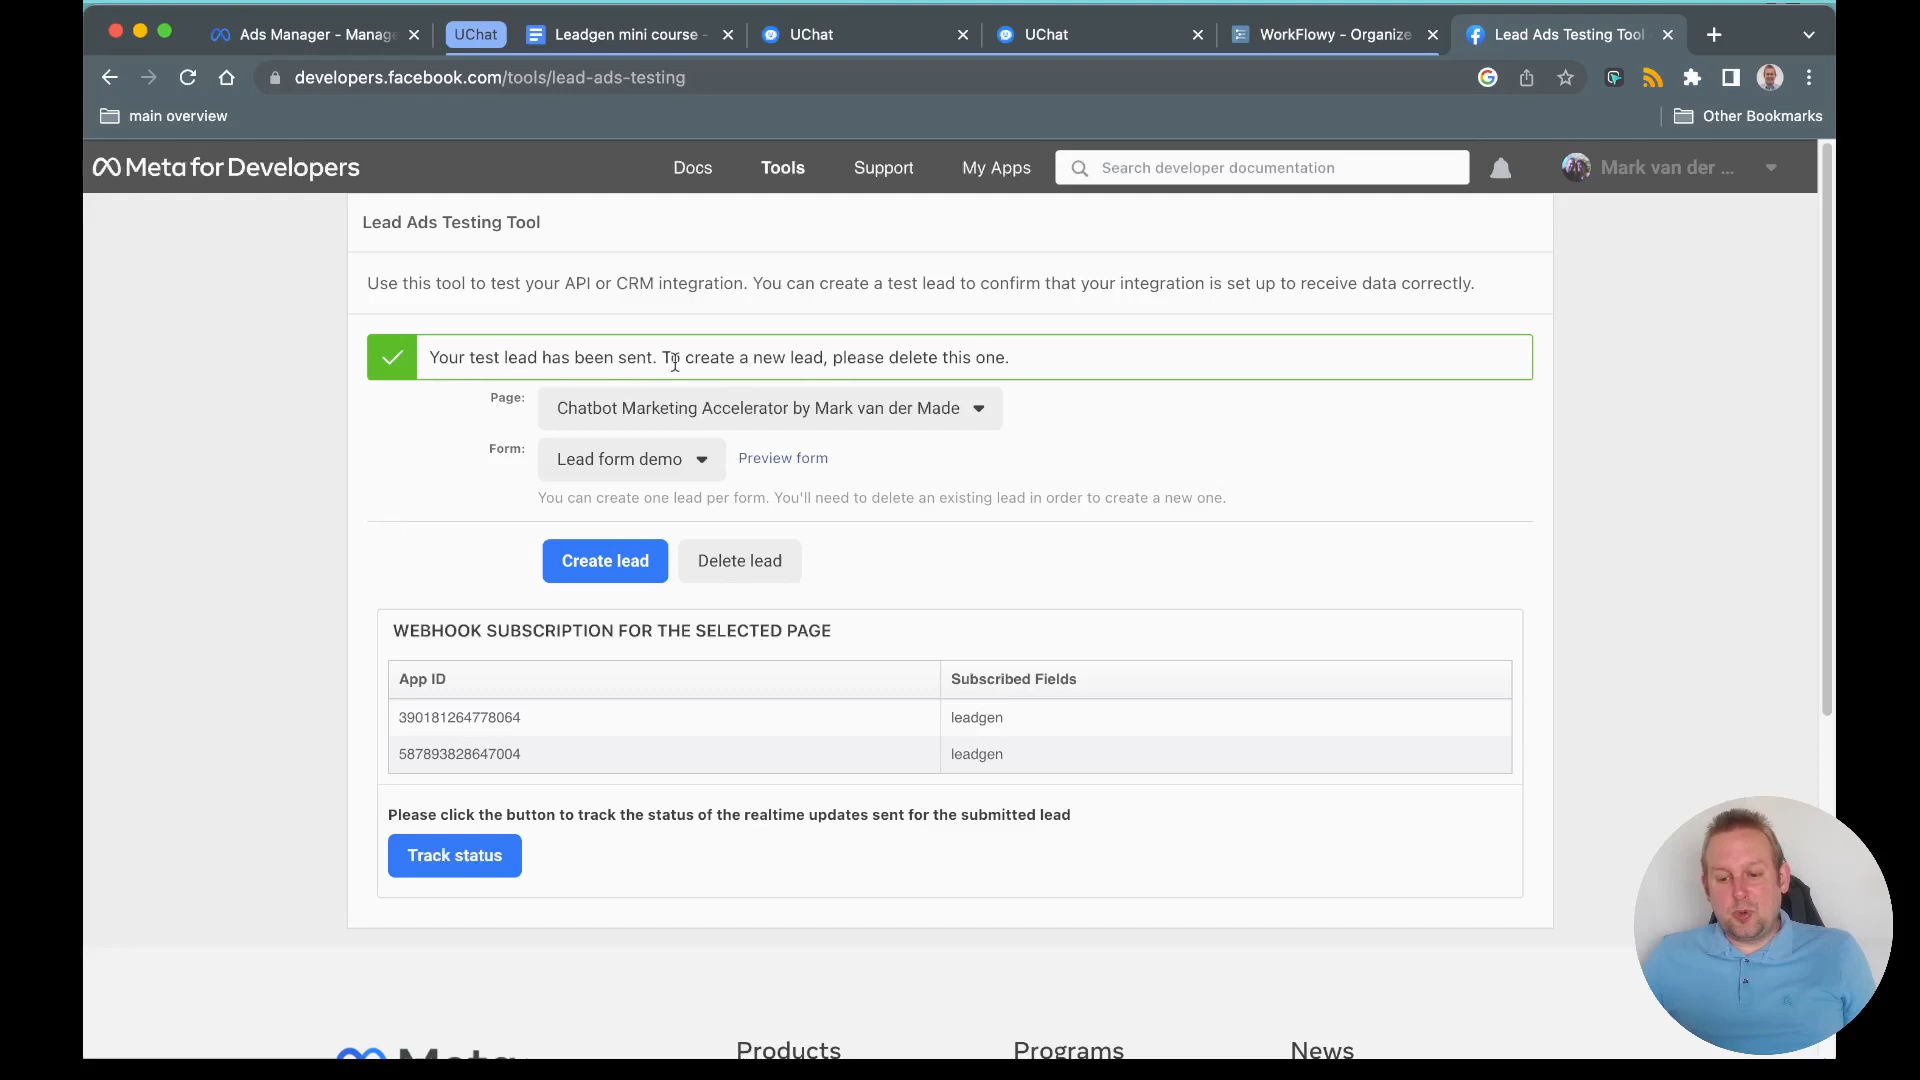 Ads Manager - Manage
UChat
Leadgen mini course -
UChat
UChat
WorkFlowy - Organize
Lead Ads Testing Tool
developers.facebook.com/tools/lead-ads-testing
main overview
Other Bookmarks
Meta for Developers
Docs
Tools
Support
My Apps
Search developer documentation
Mark van der ...
Lead Ads Testing Tool
Use this tool to test your API or CRM integration. You can create a test lead to confirm that your integration is set up to receive data correctly.
Your test lead has been sent. To create a new lead, please delete this one.
Page:
Chatbot Marketing Accelerator by Mark van der Made
Form:
Lead form demo
Preview form
You can create one lead per form. You'll need to delete an existing lead in order to create a new one.
Create lead
Delete lead
WEBHOOK SUBSCRIPTION FOR THE SELECTED PAGE
App ID
Subscribed Fields
390181264778064
leadgen
587893828647004
leadgen
Please click the button to track the status of the realtime updates sent for the submitted lead
Track status
Meta
Products
Programs
News